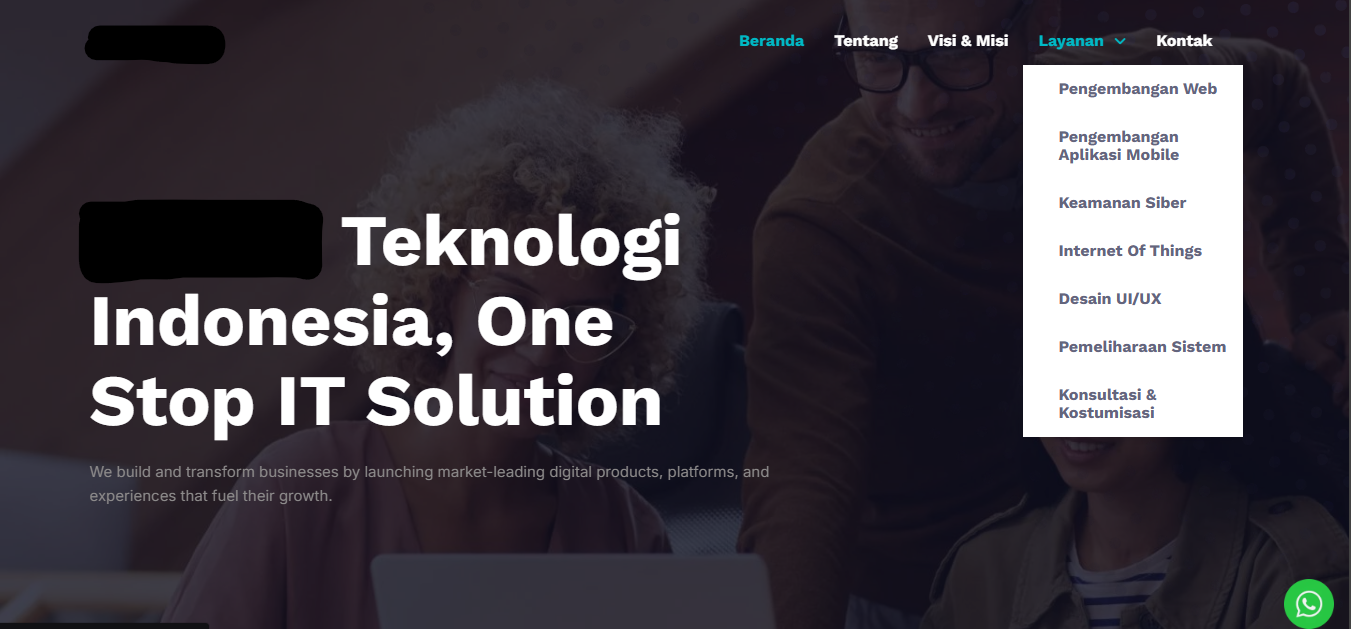 Beranda Tentang Visi & Misi Layanan Kontak
Pengembangan Web
Pengembangan
Aplikasi Mobile
Keamanan Siber
Internet Of Things
Desain UI/UX
Pemeliharaan Sistem
Konsultasi &
Kostumisasi
Teknologi
Indonesia, One
Stop IT Solution
We build and transform businesses by launching market-leading digital products, platforms, and
experiences that fuel their growth.